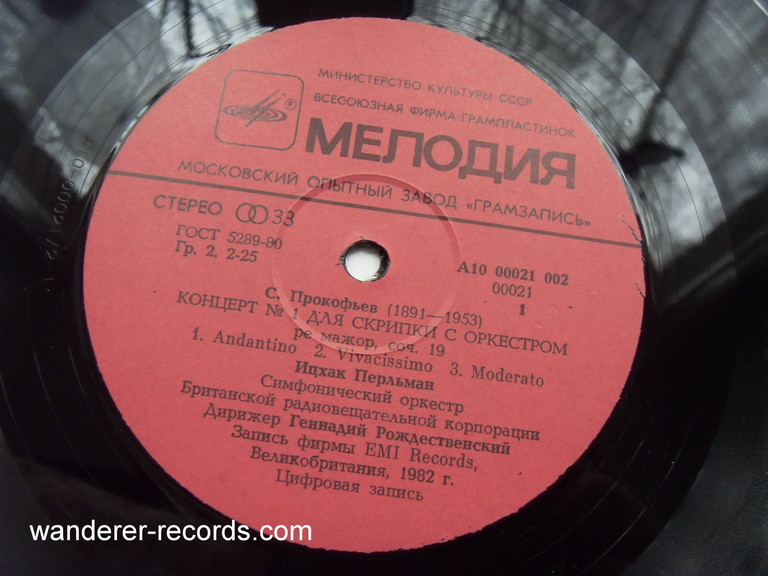 МИНИСТЕРСТВО КУЛЬТУРЫ СССР
ВСЕСОЮЗНАЯ ФИРМА ГРАМПЛАСТИНОК
®
МЕЛОДИЯ
МОСКОВСКИЙ ОПЫТНЫЙ ЗАВОД «ГРАМЗАПИСЬ»
СТЕРЕО 33
ГОСТ 5289-80
Гр. 2. 2-25
А10 00021 002
00021
1
С. Прокофьев (1891—1953)
КОНЦЕРТ № 1 ДЛЯ СКРИПКИ С ОРКЕСТРОМ
ре мажор, соч. 19
1. Andantino 2. Vivacissimo 3. Moderato
Ицхак Перльман
Симфонический оркестр
Британской радиовещательной корпорации
Дирижер Геннадий Рождественский
Запись фирмы EMI Records,
Великобритания, 1982 г.
Цифровая запись
wanderer-records.com